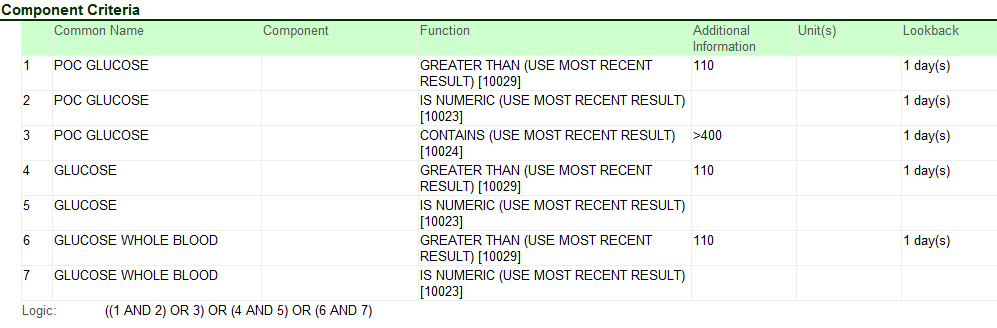 Component Criteria
Common Name Component Function Additional Information Unit(s) Lookback
1 POC GLUCOSE GREATER THAN (USE MOST RECENT RESULT) [10029] 110 1 day(s)
2 POC GLUCOSE IS NUMERIC (USE MOST RECENT RESULT) [10023] 1 day(s)
3 POC GLUCOSE CONTAINS (USE MOST RECENT RESULT) [10024] >400 1 day(s)
4 GLUCOSE GREATER THAN (USE MOST RECENT RESULT) [10029] 110 1 day(s)
5 GLUCOSE IS NUMERIC (USE MOST RECENT RESULT) [10023]
6 GLUCOSE WHOLE BLOOD GREATER THAN (USE MOST RECENT RESULT) [10029] 110 1 day(s)
7 GLUCOSE WHOLE BLOOD IS NUMERIC (USE MOST RECENT RESULT) [10023]
Logic: ((1 AND 2) OR 3) OR (4 AND 5) OR (6 AND 7)